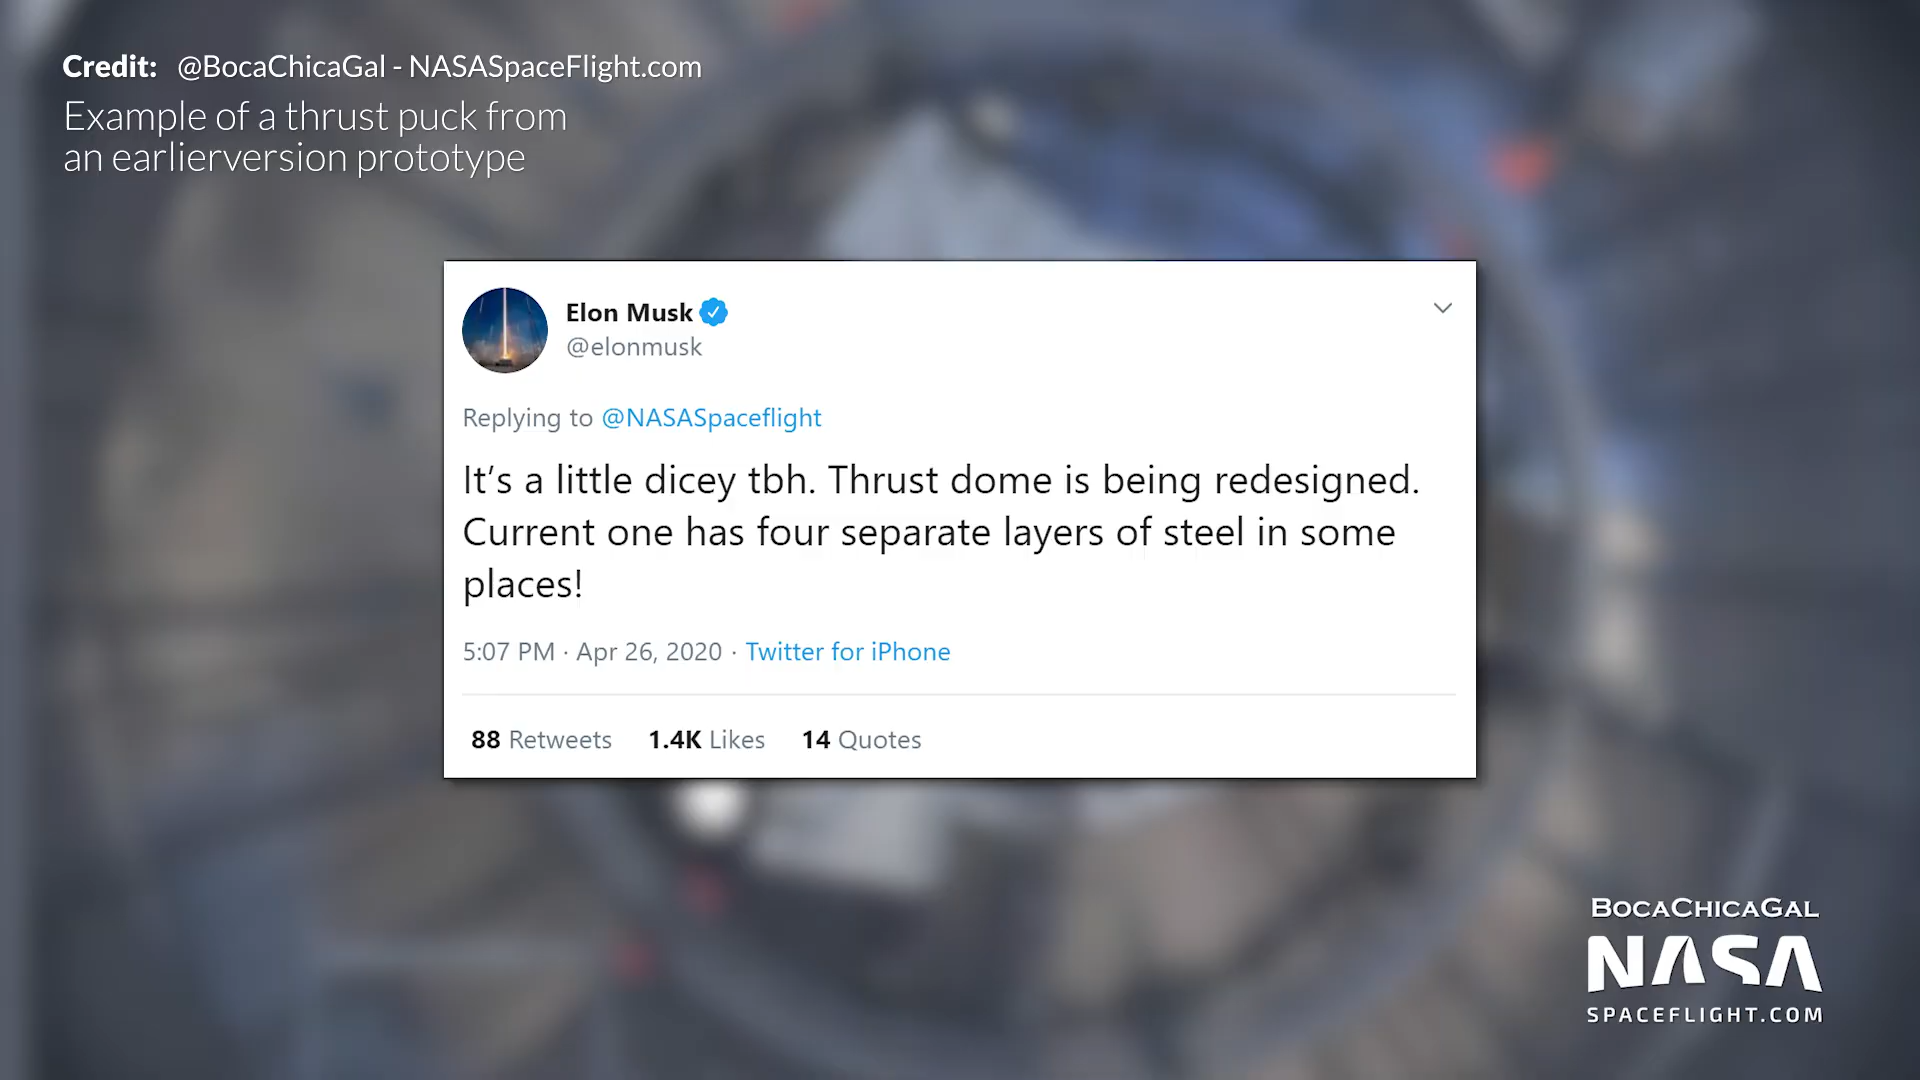 Credit: @BocaChicaGal - NASASpaceFlight.com
Example of a thrust puck from
an earlierversion prototype
Elon Musk
@elonmusk
Replying to @NASASpaceflight
It’s a little dicey tbh. Thrust dome is being redesigned.
Current one has four separate layers of steel in some
places!
5:07 PM · Apr 26, 2020 · Twitter for iPhone
88 Retweets 1.4K Likes 14 Quotes
BOCACHICAGAL
NASA
SPACEFLIGHT.COM